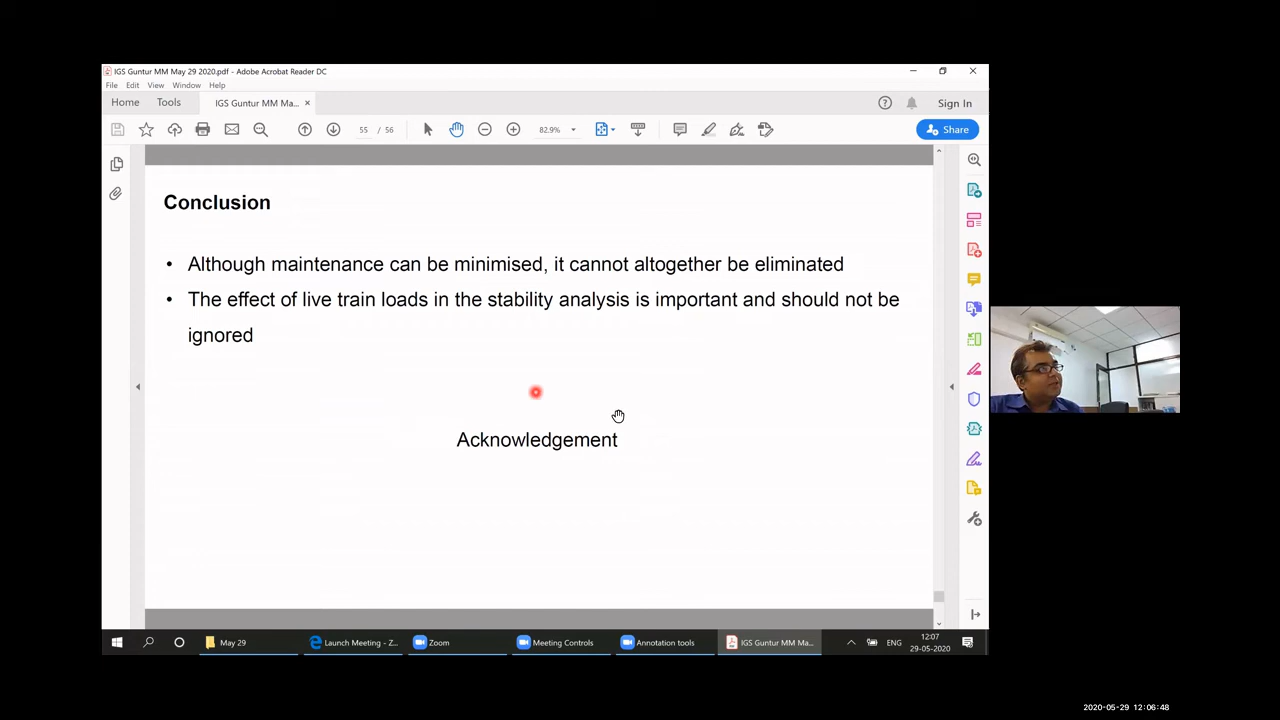 IGS Guntur MM May 29 2020.pdf - Adobe Acrobat Reader DC
File Edit View Window Help
Home Tools IGS Guntur MM Ma... × Sign In
55 / 56 82.9% Share
Conclusion
• Although maintenance can be minimised, it cannot altogether be eliminated
• The effect of live train loads in the stability analysis is important and should not be
ignored
Acknowledgement
May 29 Launch Meeting - Z... Zoom Meeting Controls Annotation tools IGS Guntur MM Ma... ENG 12:07
29-05-2020
2020-05-29 12:06:48